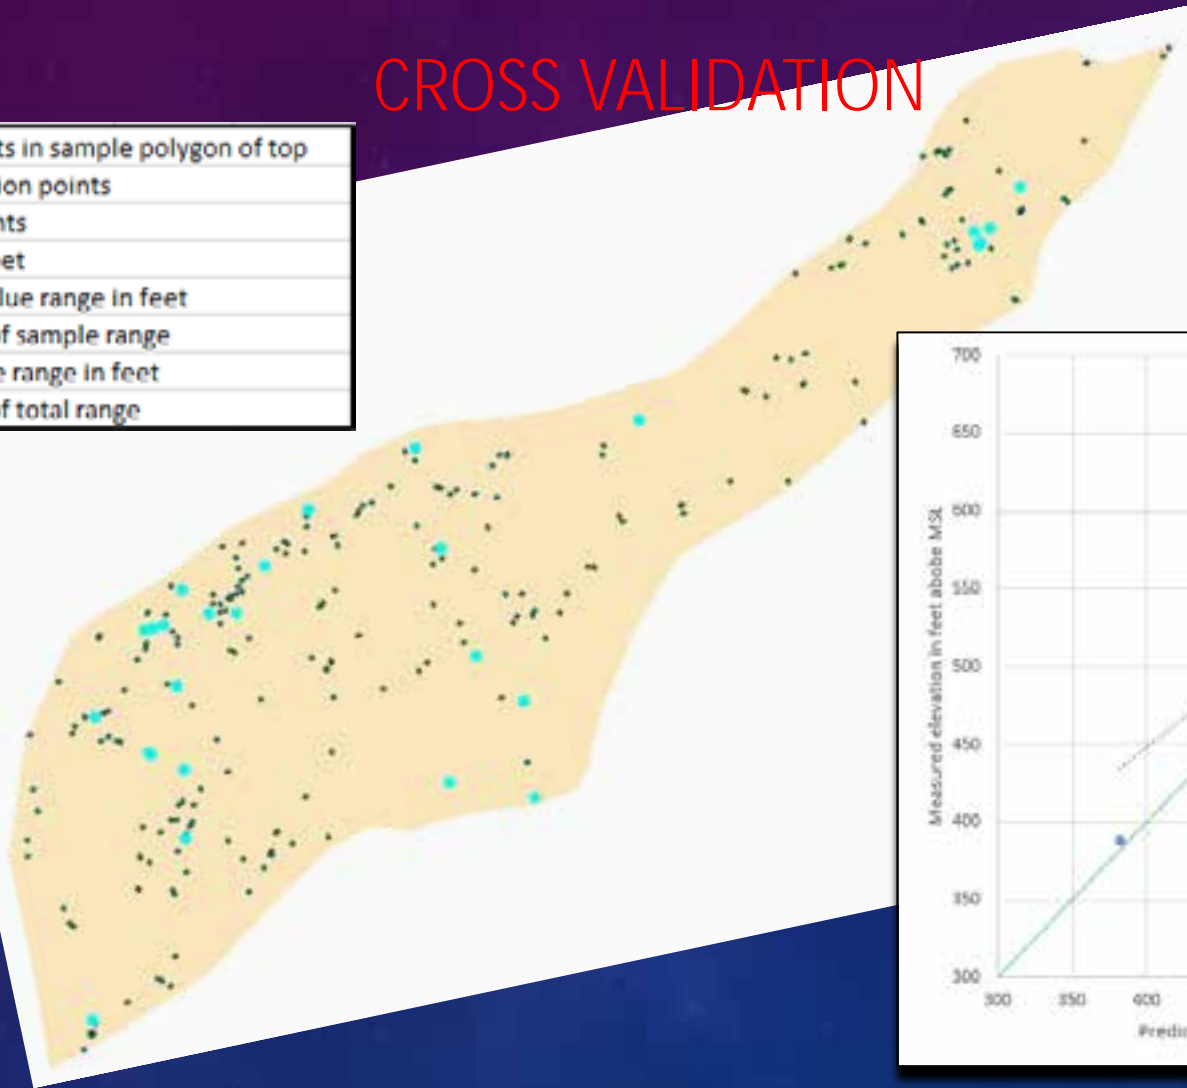 CROSS VALIDATION
ts in sample polygon of top
ion points
nts
et
lue range in feet
f sample range
e range in feet
f total range
700
650
600
550
500
450
400
350
300
Measured elevation in feet abobe MSL
300 350 400
Predic